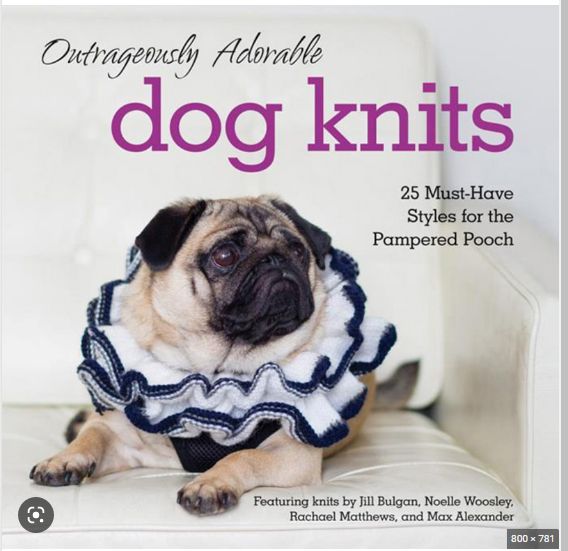 Outrageously Adorable
dog knits
25 Must-Have
Styles for the
Pampered Pooch
Featuring knits by Jill Bulgan, Noelle Woosley,
Rachael Matthews, and Max Alexander
800 × 781